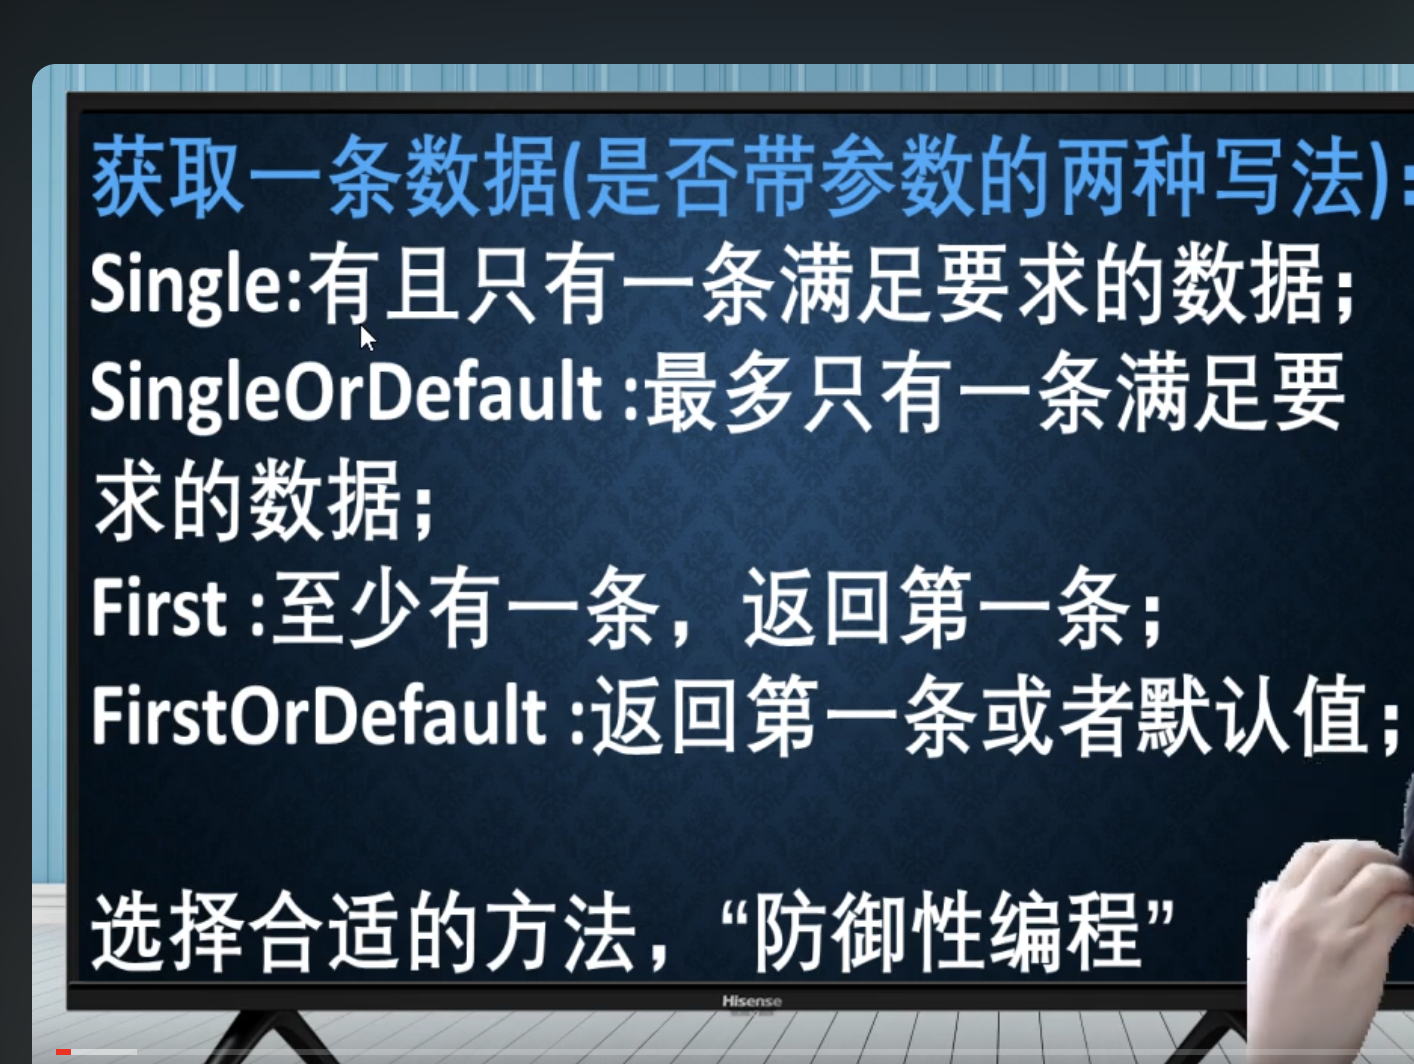 获取一条数据(是否带参数的两种写法):
Single:有且只有一条满足要求的数据;
SingleOrDefault :最多只有一条满足要
求的数据;
First :至少有一条，返回第一条;
FirstOrDefault :返回第一条或者默认值;
选择合适的方法，“防御性编程”
Hisense